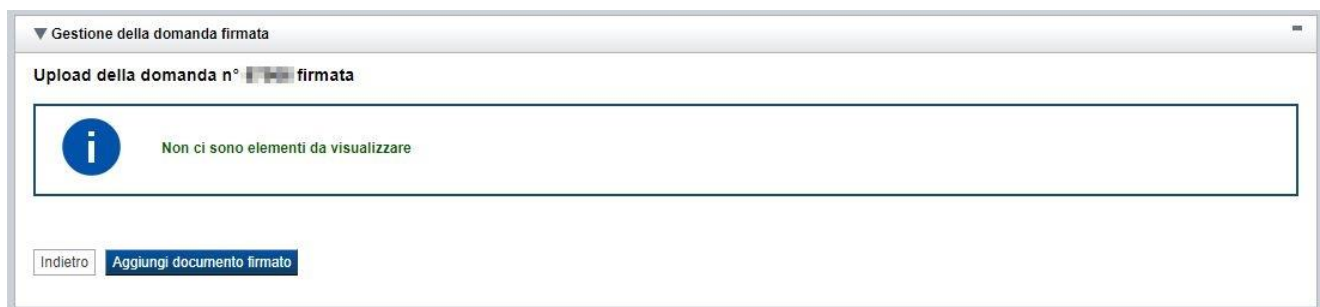 Gestione della domanda firmata
Upload della domanda n° firmata
Non ci sono elementi da visualizzare
Indietro Aggiungi documento firmato